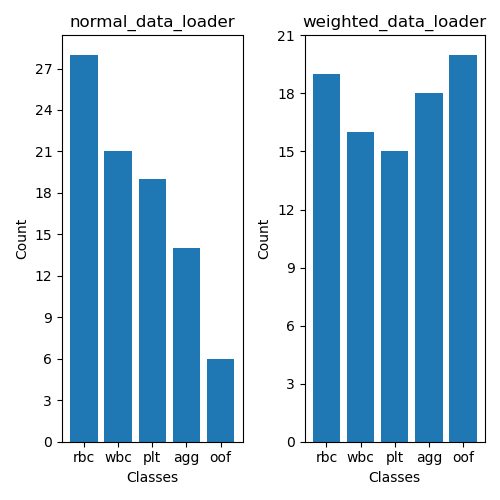 normal_data_loader
27
24
21
18
15
12
9
6
3
0
Count
rbc wbc plt agg oof
Classes
weighted_data_loader
21
18
15
12
9
6
3
0
Count
rbc wbc plt agg oof
Classes